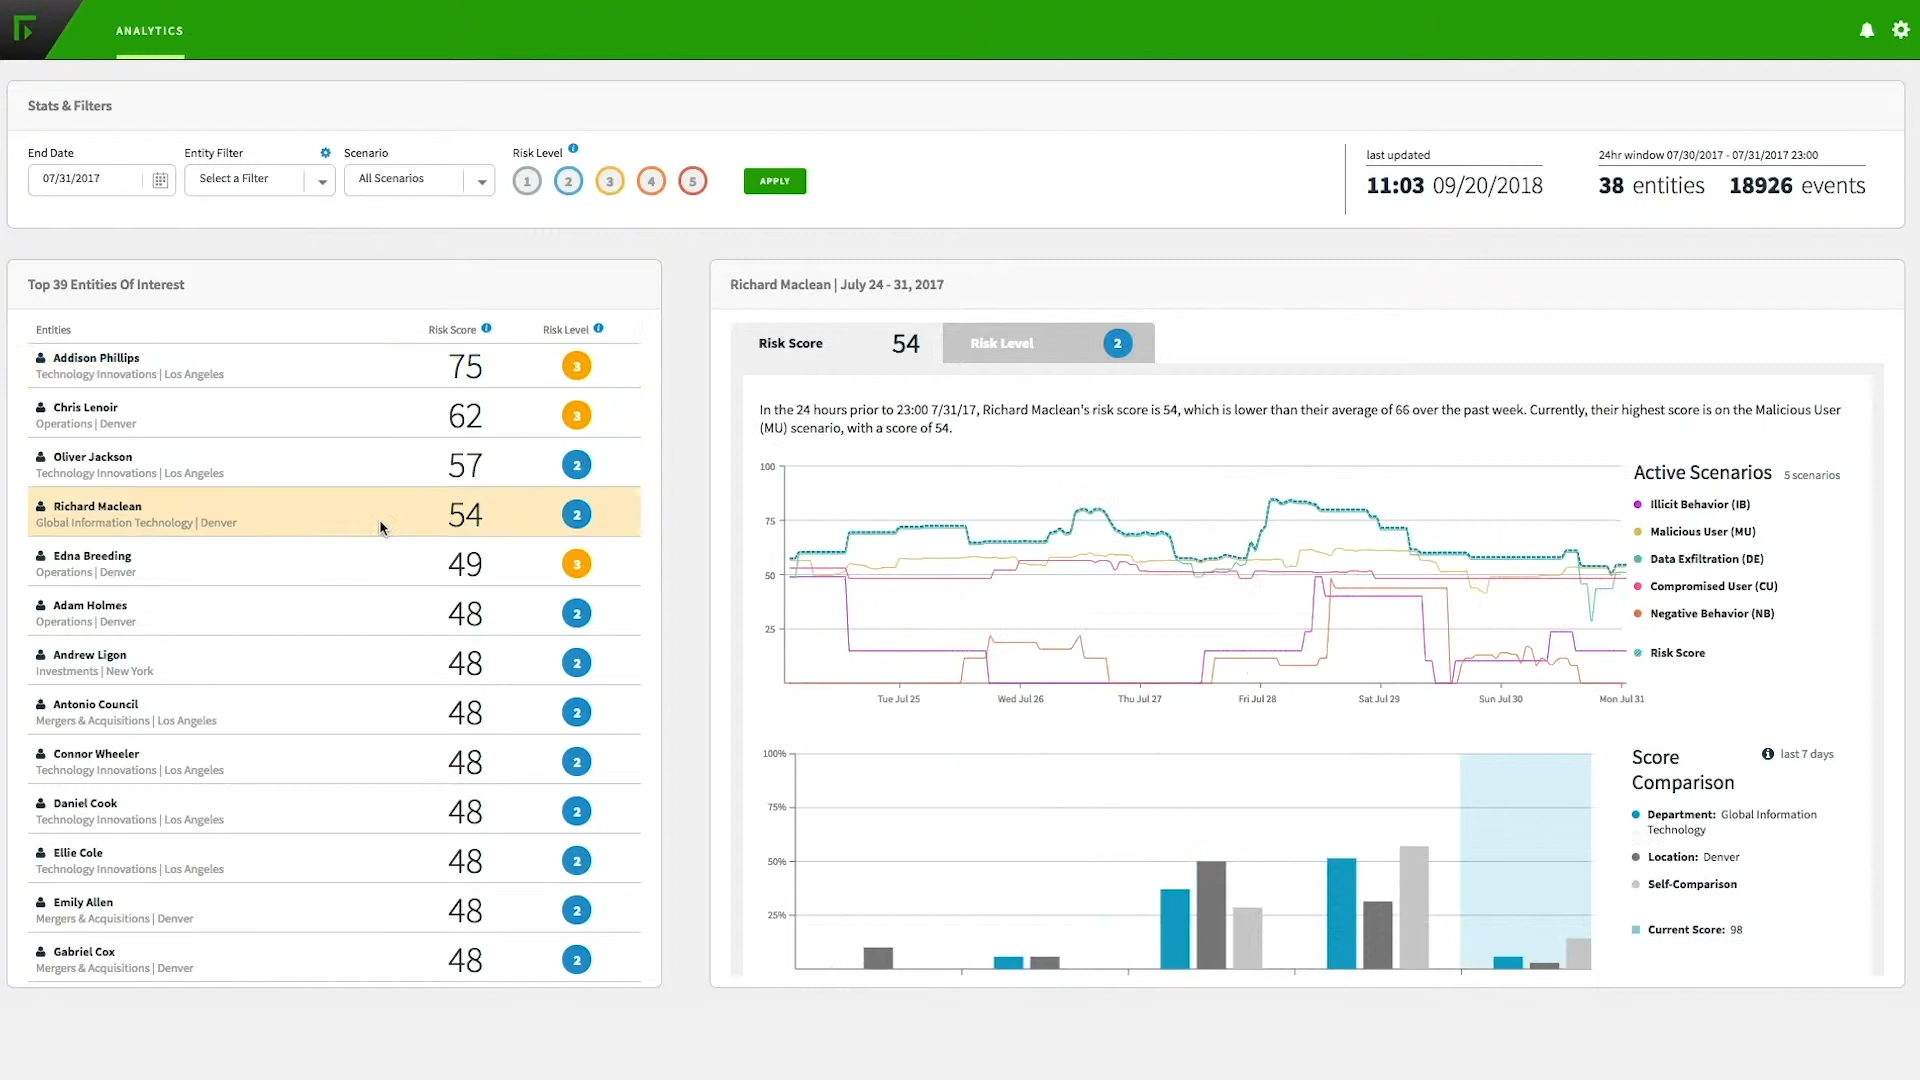 ANALYTICS
Stats & Filters
End Date
Entity Filter
Scenario
Risk Level
07/31/2017
Select a Filter
All Scenarios
1 2 3 4 5
APPLY
last updated
11:03 09/20/2018
24hr window 07/30/2017 - 07/31/2017 23:00
38 entities 18926 events
Top 39 Entities Of Interest
Entities Risk Score Risk Level
Addison Phillips
Technology Innovations | Los Angeles
75 3
Chris Lenoir
Operations | Denver
62 3
Oliver Jackson
Technology Innovations | Los Angeles
57 2
Richard Maclean
Global Information Technology | Denver
54 2
Edna Breeding
Operations | Denver
49 3
Adam Holmes
Operations | Denver
48 2
Andrew Ligon
Investments | New York
48 2
Antonio Council
Mergers & Acquisitions | Los Angeles
48 2
Connor Wheeler
Technology Innovations | Los Angeles
48 2
Daniel Cook
Technology Innovations | Los Angeles
48 2
Ellie Cole
Technology Innovations | Los Angeles
48 2
Emily Allen
Mergers & Acquisitions | Denver
48 2
Gabriel Cox
Mergers & Acquisitions | Denver
48 2
Richard Maclean | July 24 - 31, 2017
Risk Score 54
Risk Level 2
In the 24 hours prior to 23:00 7/31/17, Richard Maclean's risk score is 54, which is lower than their average of 66 over the past week. Currently, their highest score is on the Malicious User
(MU) scenario, with a score of 54.
100
75
50
25
Tue Jul 25 Wed Jul 26 Thu Jul 27 Fri Jul 28 Sat Jul 29 Sun Jul 30 Mon Jul 31
Active Scenarios 5 scenarios
Illicit Behavior (IB)
Malicious User (MU)
Data Exfiltration (DE)
Compromised User (CU)
Negative Behavior (NB)
Risk Score
100%
75%
50%
25%
Score
Comparison
last 7 days
Department: Global Information
Technology
Location: Denver
Self-Comparison
Current Score: 98